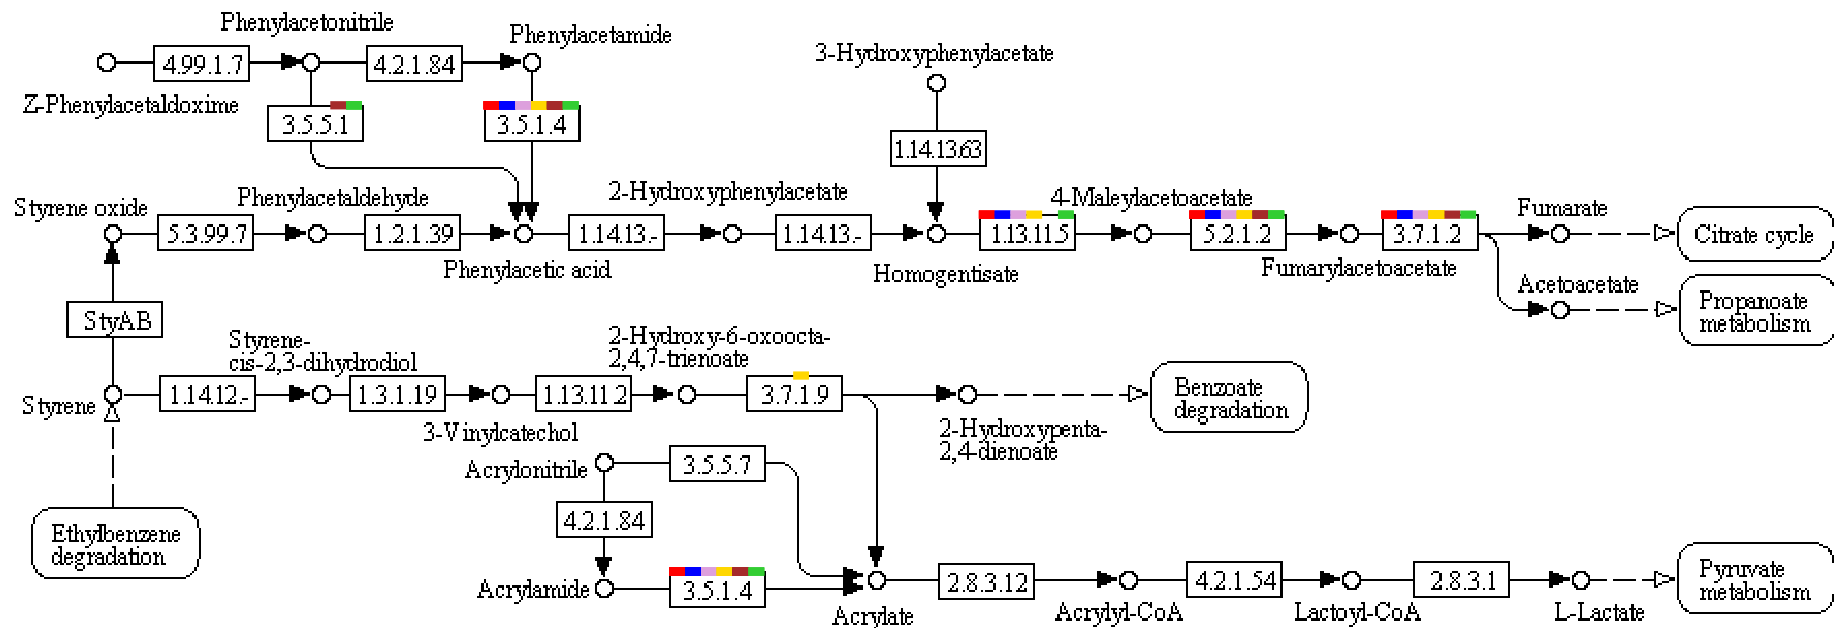 Phenylacetonitrile
Phenylacetamide
3-Hydroxyphenylacetate
4.99.1.7
4.2.1.84
Z-Phenylacetaldoxime
3.5.5.1
3.5.1.4
1.14.13.63
Styrene oxide
Phenylacetaldehyde
2-Hydroxyphenylacetate
4-Maleylacetoacetate
Fumarate
5.3.99.7
1.2.1.39
1.14.13.-
1.14.13.-
1.13.11.5
5.2.1.2
3.7.1.2
Citrate cycle
Phenylacetic acid
Homogentisate
Fumarylacetoacetate
Acetoacetate
Propanoate
metabolism
StyAB
Styrene-
cis-2,3-dihydrodiol
2-Hydroxy-6-oxoocta-
2,4,7-trienoate
Styrene
1.14.12.-
1.3.1.19
1.13.11.2
3.7.1.9
Benzoate
degradation
3-Vinylcatechol
2-Hydroxypenta-
2,4-dienoate
Acrylonitrile
3.5.5.7
4.2.1.84
Ethylbenzene
degradation
Acrylamide
3.5.1.4
Acrylate
2.8.3.12
Acrylyl-CoA
4.2.1.54
Lactoyl-CoA
2.8.3.1
L-Lactate
Pyruvate
metabolism